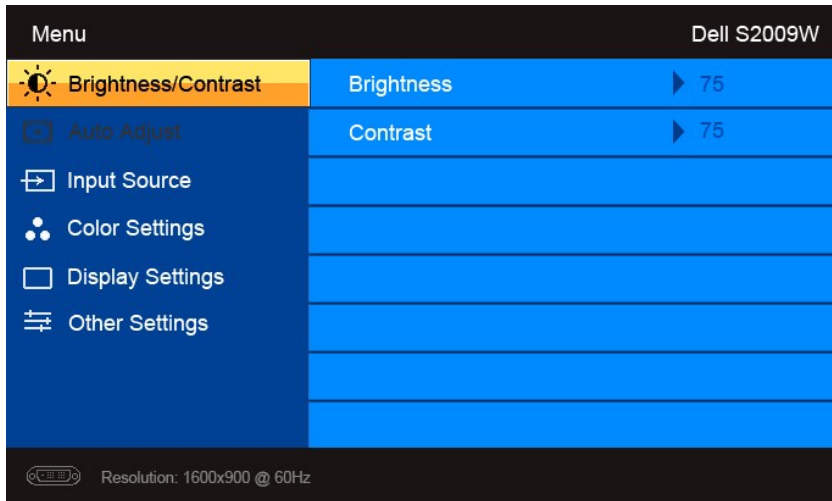 Menu Dell S2009W
Brightness/Contrast Brightness 75
Auto Adjust Contrast 75
Input Source
Color Settings
Display Settings
Other Settings
Resolution: 1600x900 @ 60Hz